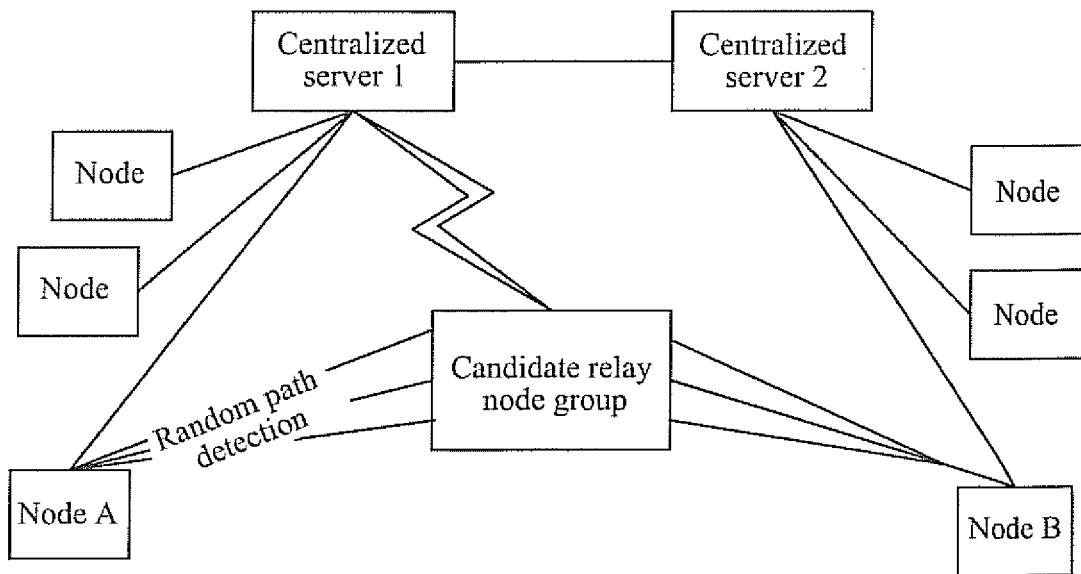 Centralized
server 1
Centralized
server 2
Node
Node
Node
Node
Candidate relay
node group
Random path
detection
Node A
Node B